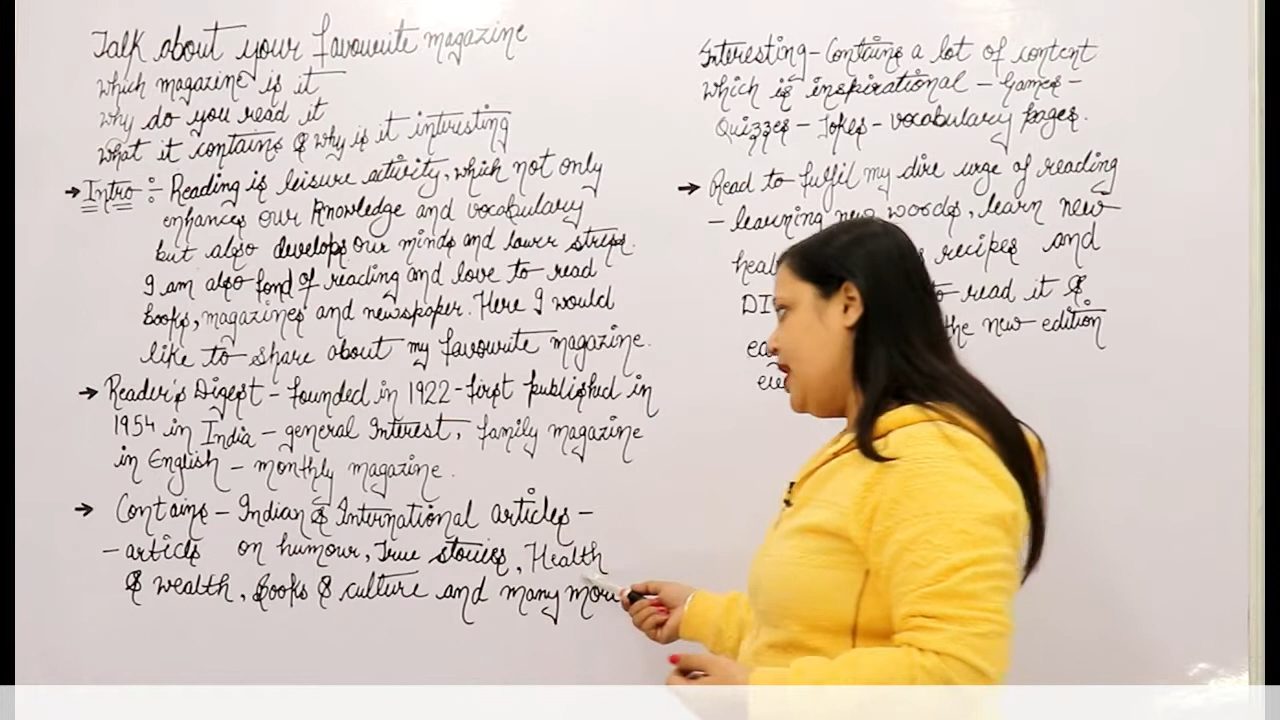 Talk about your favourite magazine
which magazine is it
why do you read it
what it contains & why is it interesting
→ Intro :- Reading is leisure activity, which not only
enhances our knowledge and vocabulary
but also develops our minds and lower stress.
I am also fond of reading and love to read
books, magazines and newspaper. Here I would
like to share about my favourite magazine.
→ Reader's Digest - founded in 1922 - first published in
1954 in India - general Interest, family magazine
in English - monthly magazine.
→ Contains - Indian & International articles -
- articls on humour, True stories, Health
& wealth, Books & culture and many more
Interesting - Contains a lot of content
which is inspirational - Games -
Quizzes - Jokes - vocabulary pages.
→ Read to fulfil my dire urge of reading
- learning new words, learn new
recipes and
DI to read it &
the new edition